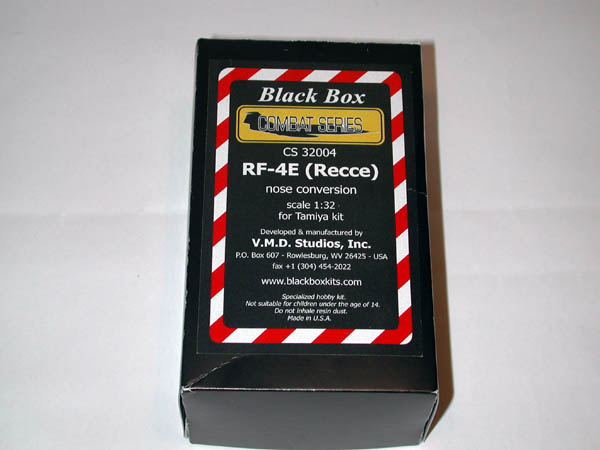 Black Box
COMBAT SERIES
CS 32004
RF-4E (Recce)
nose conversion
scale 1:32
for Tamiya kit
Developed & manufactured by
V.M.D. Studios, Inc.
P.O. Box 607 - Rowlesburg, WV 26425 - USA
fax +1 (304) 454-2022
www.blackboxkits.com
Specialized hobby kit.
Not suitable for children under the age of 14.
Do not inhale resin dust.
Made in U.S.A.